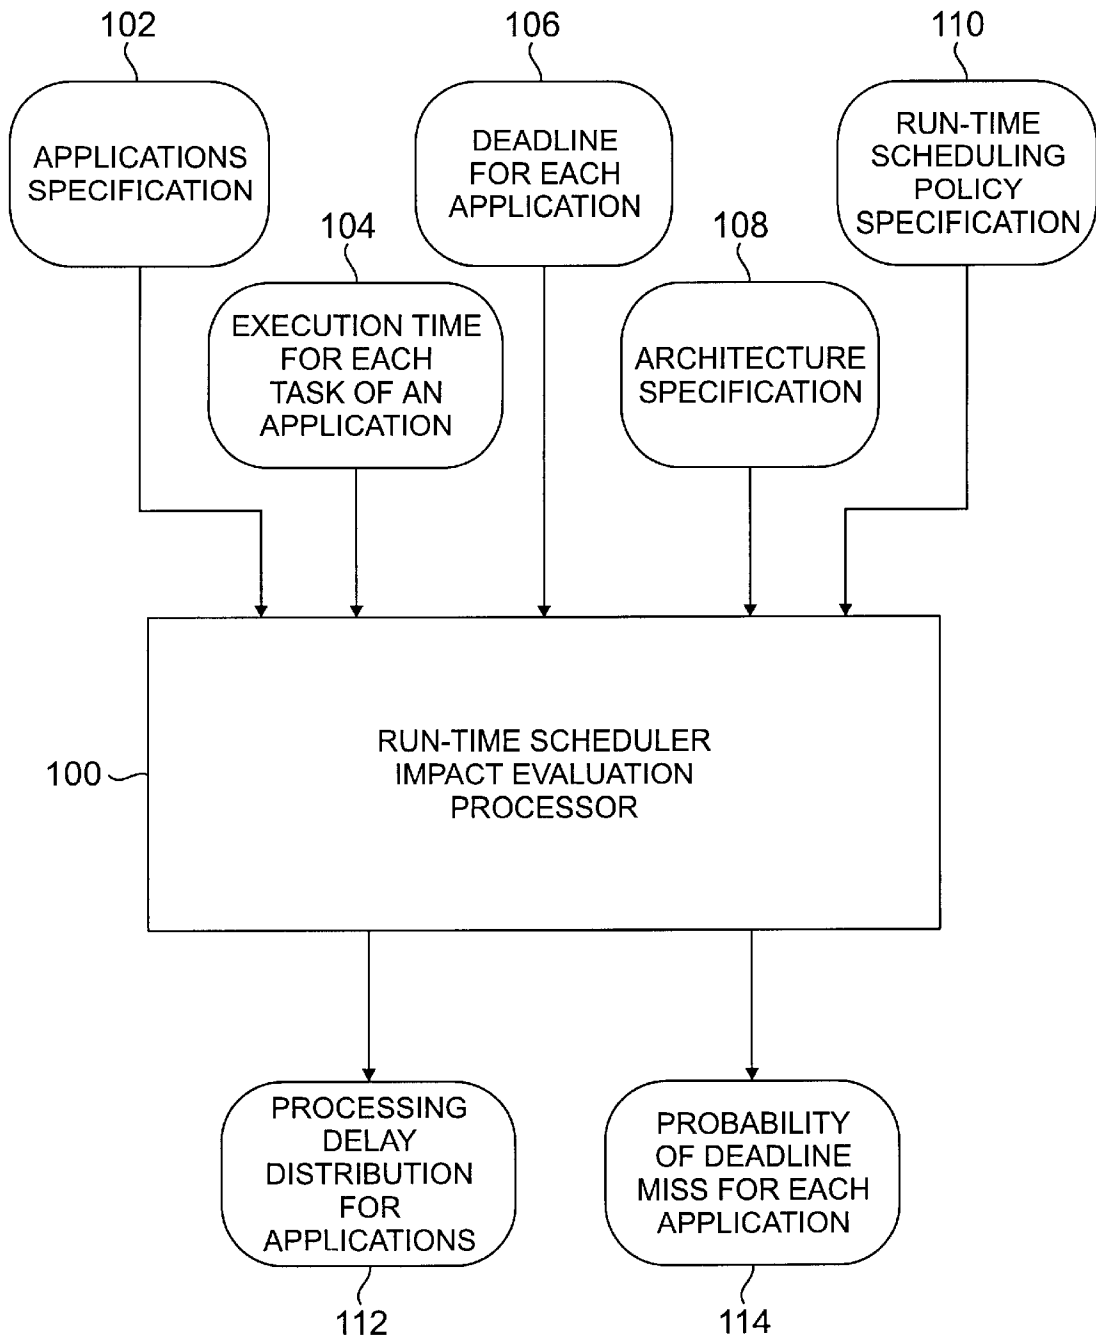 102
106
110
APPLICATIONS
SPECIFICATION
DEADLINE
FOR EACH
APPLICATION
RUN-TIME
SCHEDULING
POLICY
SPECIFICATION
104
108
EXECUTION TIME
FOR EACH
TASK OF AN
APPLICATION
ARCHITECTURE
SPECIFICATION
100
RUN-TIME SCHEDULER
IMPACT EVALUATION
PROCESSOR
PROCESSING
DELAY
DISTRIBUTION
FOR
APPLICATIONS
PROBABILITY
OF DEADLINE
MISS FOR EACH
APPLICATION
112
114